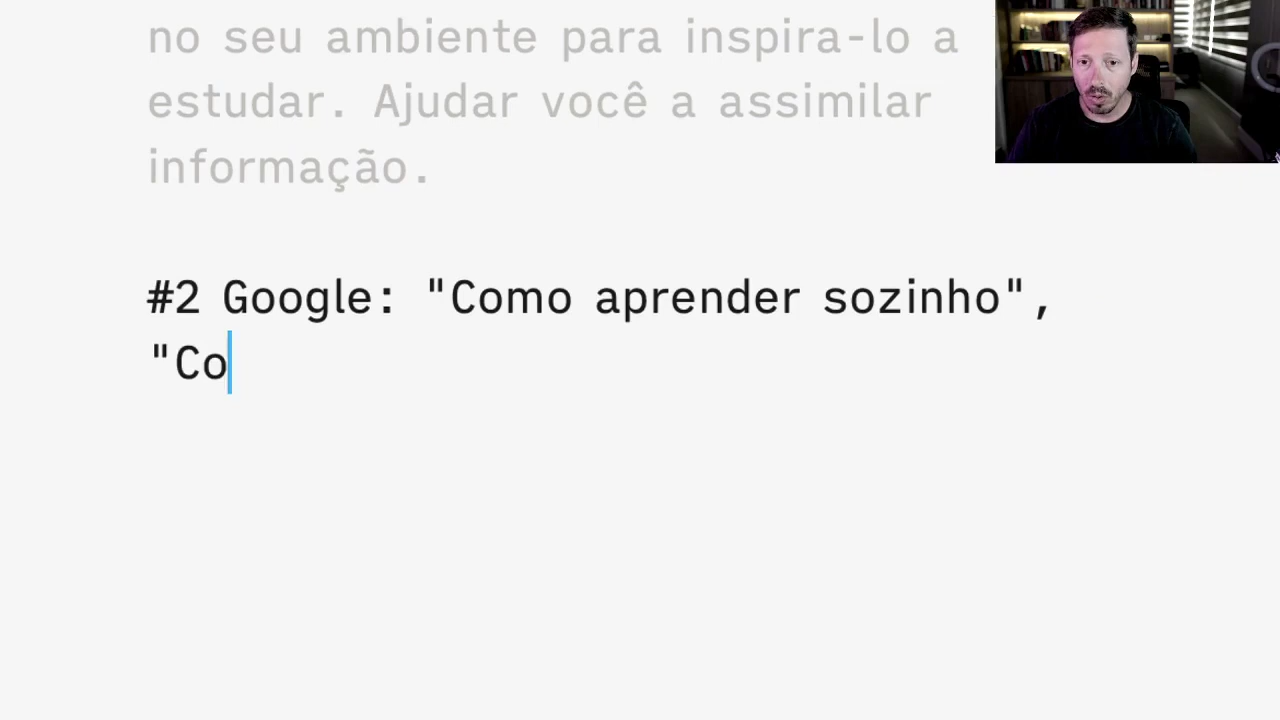 no seu ambiente para inspira-lo a
estudar. Ajudar você a assimilar
informação.
#2 Google: "Como aprender sozinho",
"Co